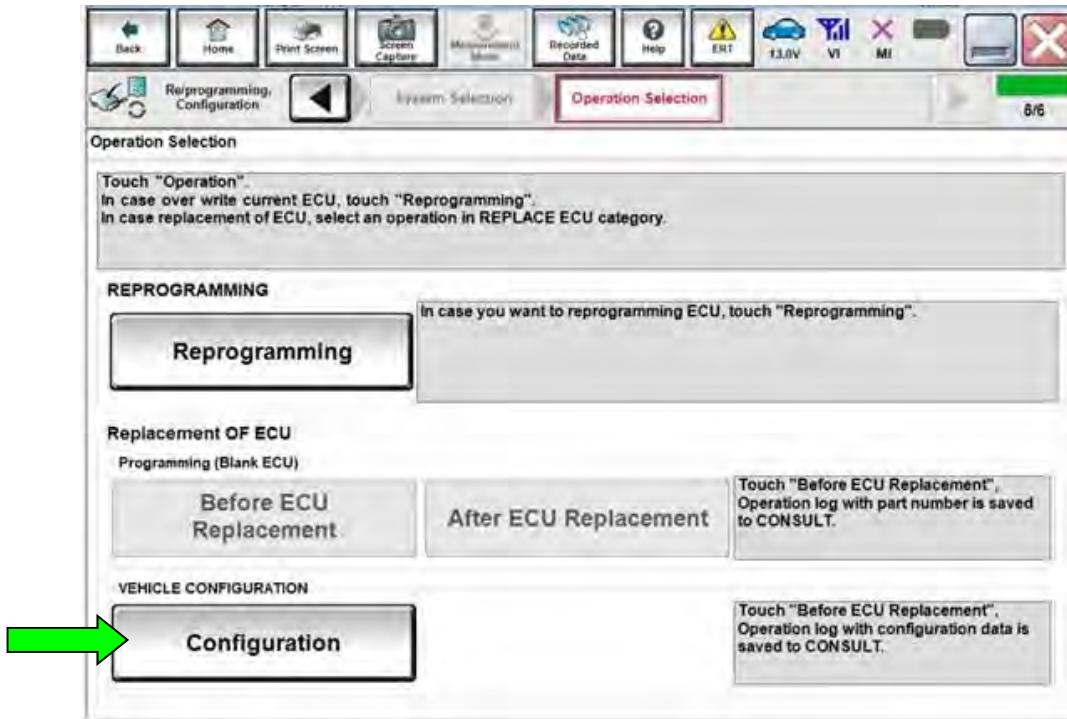 Back
Home
Print Screen
Screen
Capture
Measurement
Mode
Recorded
Data
Help
ERT
13.0V
VI
MI
Re/programming,
Configuration
System Selection
Operation Selection
6/6
Operation Selection
Touch "Operation".
In case over write current ECU, touch "Reprogramming".
In case replacement of ECU, select an operation in REPLACE ECU category.
REPROGRAMMING
Reprogramming
In case you want to reprogramming ECU, touch "Reprogramming".
Replacement OF ECU
Programming (Blank ECU)
Before ECU
Replacement
After ECU Replacement
Touch "Before ECU Replacement",
Operation log with part number is saved
to CONSULT.
VEHICLE CONFIGURATION
Configuration
Touch "Before ECU Replacement",
Operation log with configuration data is
saved to CONSULT.